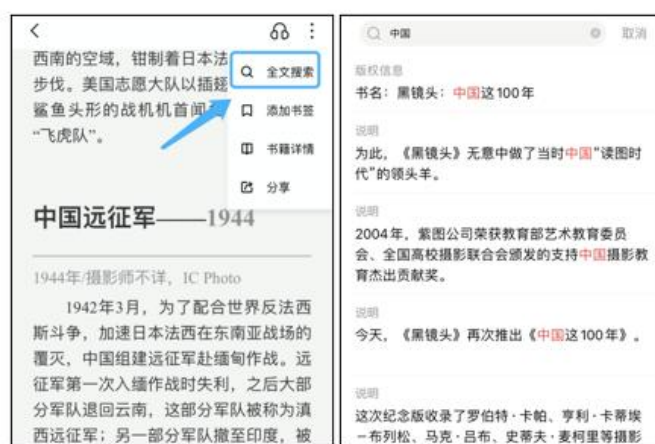 西南的空域，钳制着日本法
步伐。美国志愿大队以插翅
鲨鱼头形的战机机首闻
“飞虎队”。
全文搜索
添加书签
书籍详情
分享
中国远征军——1944
1944年/摄影师不详，IC Photo
1942年3月，为了配合世界反法西
斯斗争，加速日本法西在东南亚战场的
覆灭，中国组建远征军赴缅甸作战。远
征军第一次入缅作战时失利，之后大部
分军队退回云南，这部分军队被称为滇
西远征军；另一部分军队撤至印度，被
中国
取消
版权信息
书名：黑镜头：中国这100年
说明
为此，《黑镜头》无意中做了当时中国“读图时
代”的领头羊。
说明
2004年，紫图公司荣获教育部艺术教育委员
会、全国高校摄影联合会颁发的支持中国摄影教
育杰出贡献奖。
说明
今天，《黑镜头》再次推出《中国这100年》。
说明
这次纪念版收录了罗伯特·卡帕、亨利·卡蒂埃
－布列松、马克·吕布、史蒂夫·麦柯里等摄影